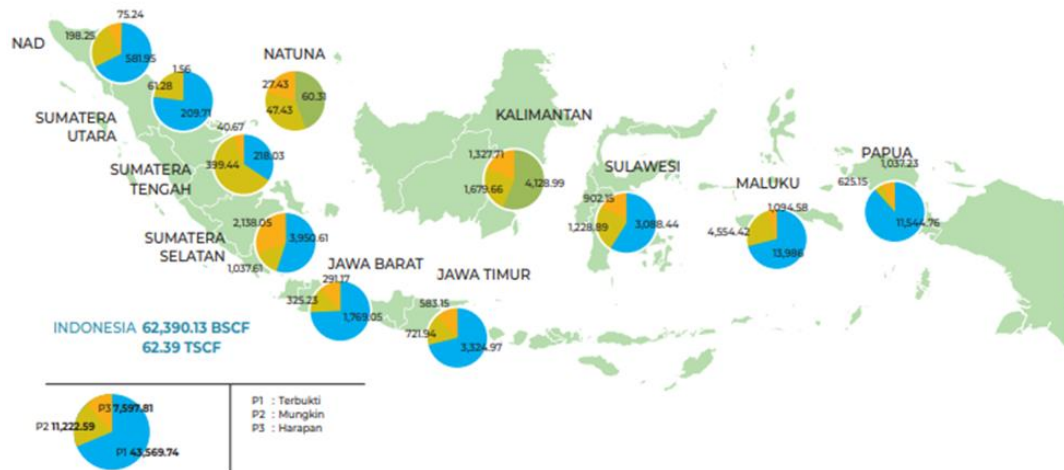 75.24
198.25
NAD
581.95
1.56
61.28
209.71
SUMATERA
UTARA
NATUNA
27.43
60.31
47.43
40.67
399.44
218.03
SUMATERA
TENGAH
KALIMANTAN
1,327.71
1,679.66
4,128.99
SULAWESI
902.15
1,228.89
3,088.44
MALUKU
1,094.58
4,554.42
13,986
PAPUA
1,037.23
625.15
11,544.76
2,138.05
3,950.61
SUMATERA
SELATAN
1,037.61
JAWA BARAT
291.17
325.23
1,769.05
JAWA TIMUR
583.15
721.94
3,324.97
INDONESIA 62,390.13 BSCF
62.39 TSCF
P3 7,597.81
P2 11,222.59
P1 43,569.74
P1 : Terbukti
P2 : Mungkin
P3 : Harapan